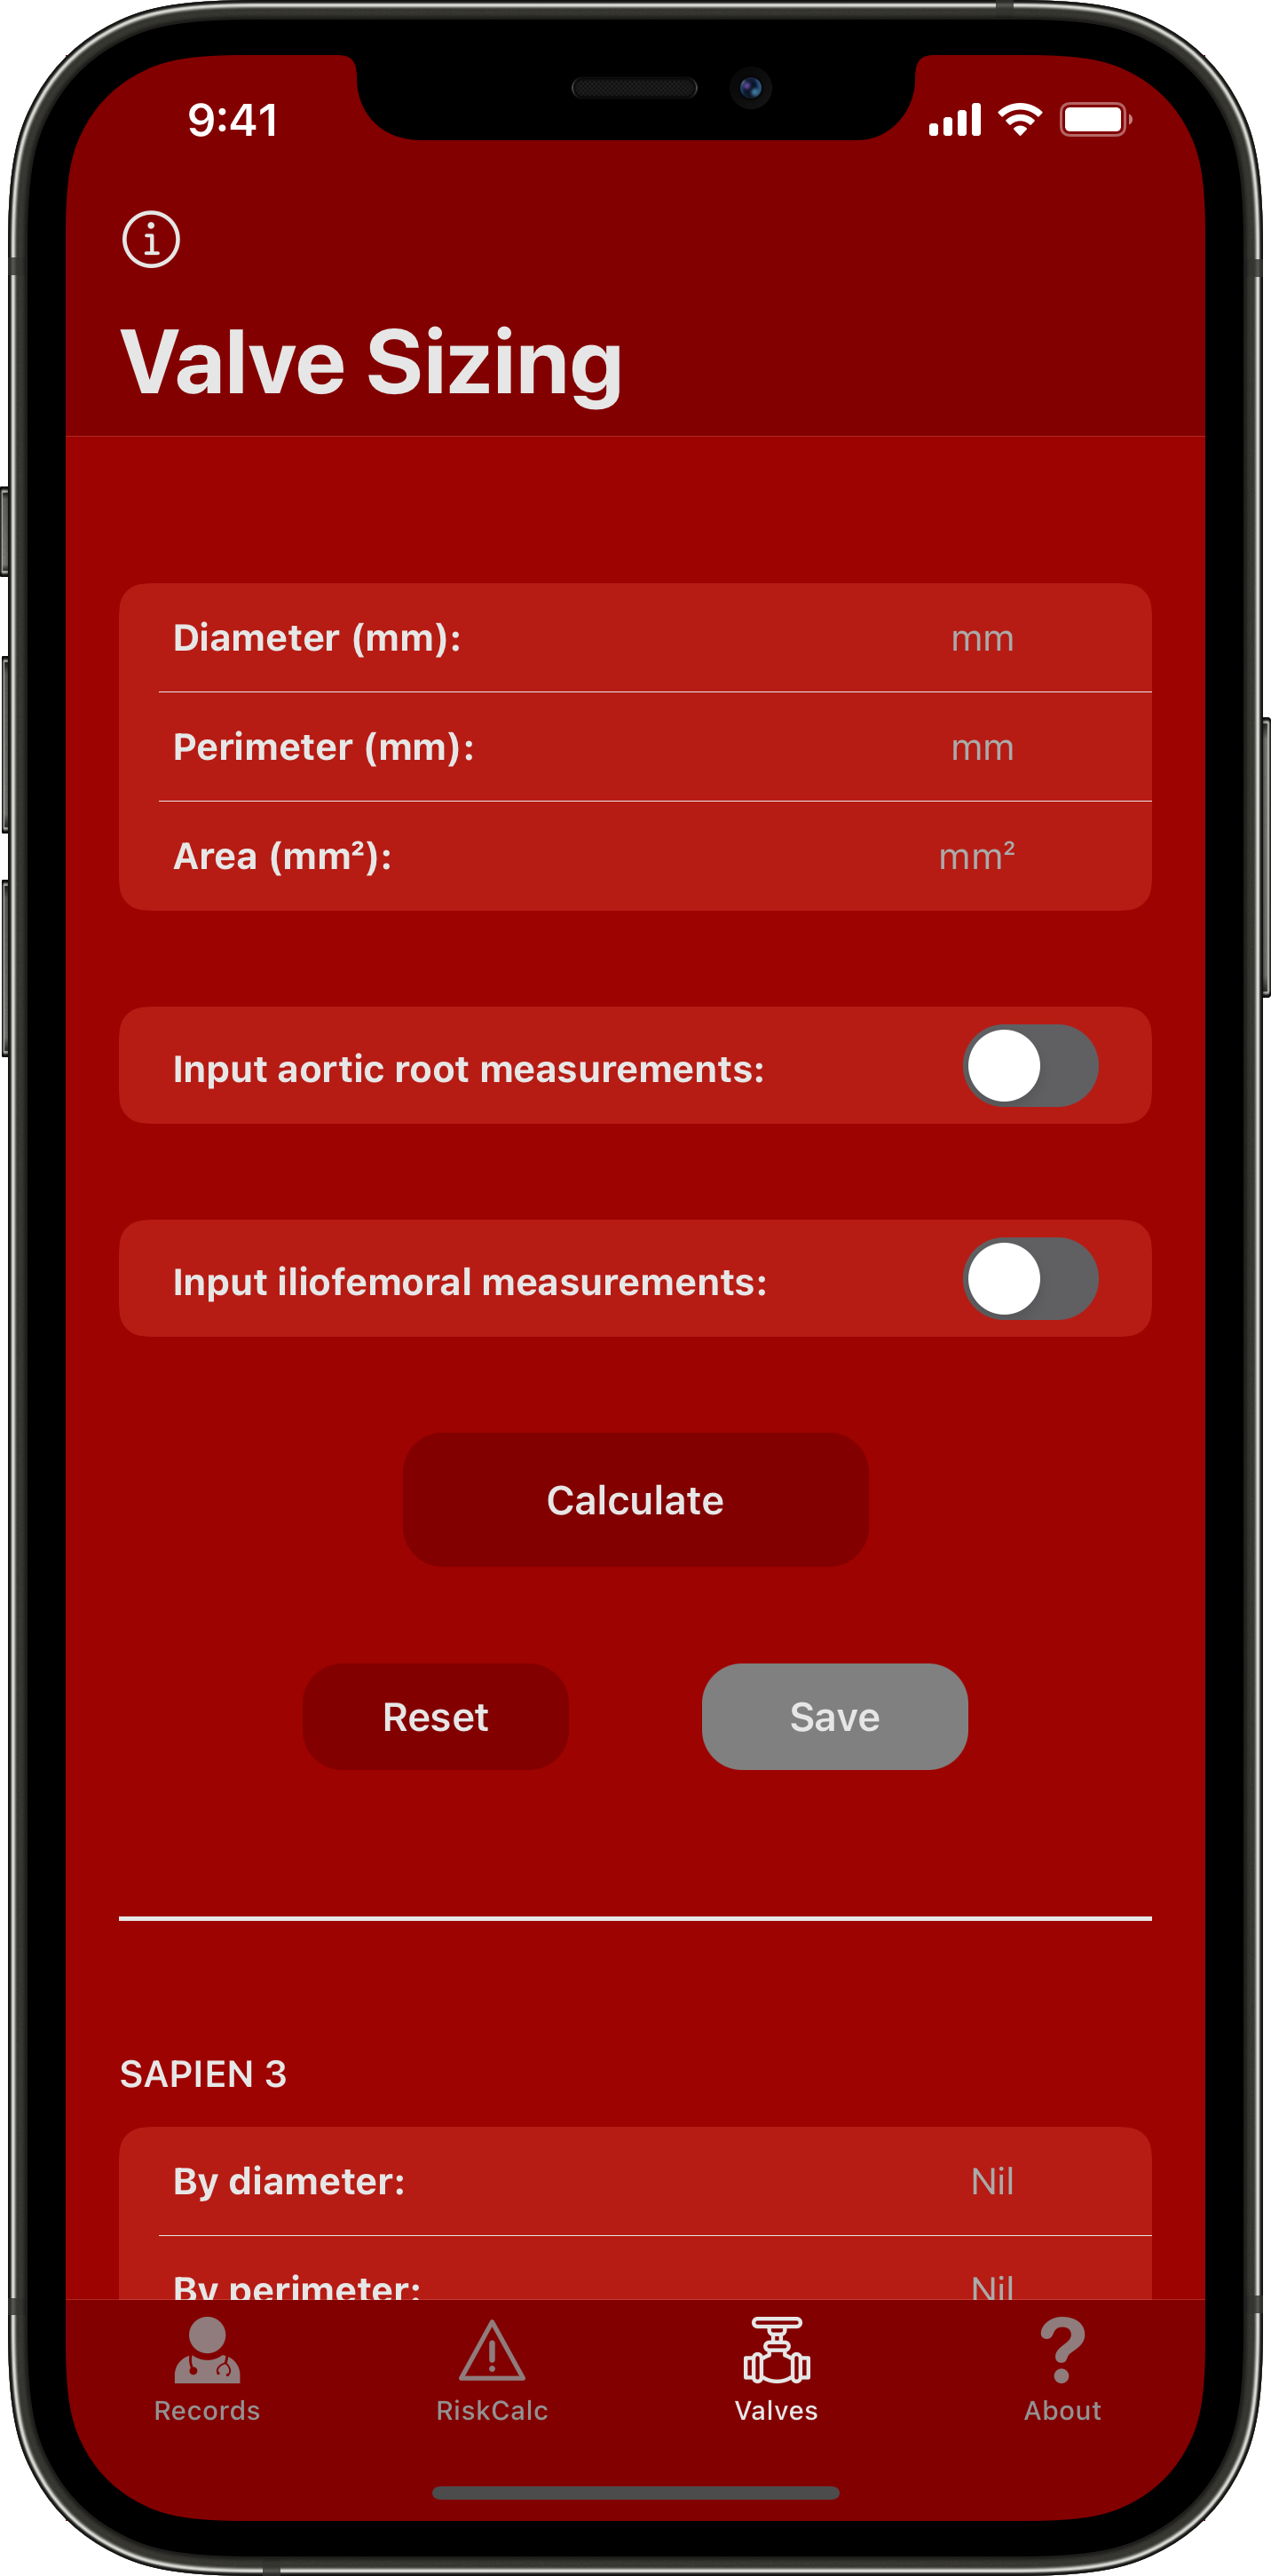 9:41
Valve Sizing
Diameter (mm): mm
Perimeter (mm): mm
Area (mm²): mm²
Input aortic root measurements:
Input iliofemoral measurements:
Calculate
Reset Save
SAPIEN 3
By diameter: Nil
By perimeter: Nil
Records RiskCalc Valves About